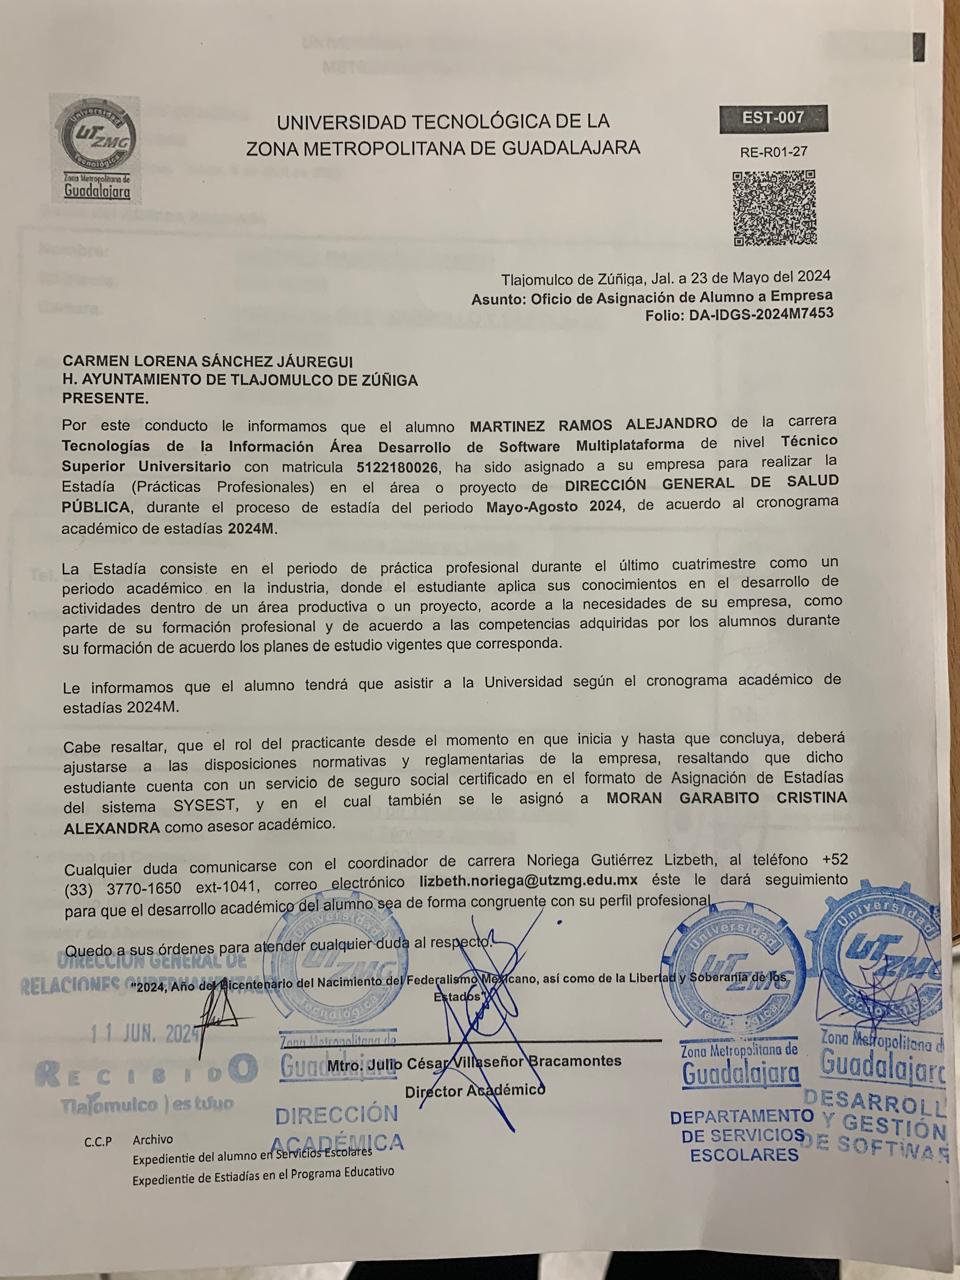 UNIVERSIDAD TECNOLÓGICA DE LA
ZONA METROPOLITANA DE GUADALAJARA
Universidad
UTZMG
Tecnológica
Zona Metropolitana de
Guadalajara
EST-007
RE-R01-27
Tlajomulco de Zúñiga, Jal. a 23 de Mayo del 2024
Asunto: Oficio de Asignación de Alumno a Empresa
Folio: DA-IDGS-2024M7453
CARMEN LORENA SÁNCHEZ JÁUREGUI
H. AYUNTAMIENTO DE TLAJOMULCO DE ZÚÑIGA
PRESENTE.
Por este conducto le informamos que el alumno MARTINEZ RAMOS ALEJANDRO de la carrera
Tecnologías de la Información Área Desarrollo de Software Multiplataforma de nivel Técnico
Superior Universitario con matricula 5122180026, ha sido asignado a su empresa para realizar la
Estadía (Prácticas Profesionales) en el área o proyecto de DIRECCIÓN GENERAL DE SALUD
PÚBLICA, durante el proceso de estadía del periodo Mayo-Agosto 2024, de acuerdo al cronograma
académico de estadías 2024M.
La Estadía consiste en el periodo de práctica profesional durante el último cuatrimestre como un
periodo académico en la industria, donde el estudiante aplica sus conocimientos en el desarrollo de
actividades dentro de un área productiva o un proyecto, acorde a la necesidades de su empresa, como
parte de su formación profesional y de acuerdo a las competencias adquiridas por los alumnos durante
su formación de acuerdo los planes de estudio vigentes que corresponda.
Le informamos que el alumno tendrá que asistir a la Universidad según el cronograma académico de
estadías 2024M.
Cabe resaltar, que el rol del practicante desde el momento en que inicia y hasta que concluya, deberá
ajustarse a las disposiciones normativas y reglamentarias de la empresa, resaltando que dicho
estudiante cuenta con un servicio de seguro social certificado en el formato de Asignación de Estadías
del sistema SYSEST, y en el cual también se le asignó a MORAN GARABITO CRISTINA
ALEXANDRA como asesor académico.
Cualquier duda comunicarse con el coordinador de carrera Noriega Gutiérrez Lizbeth, al teléfono +52
(33) 3770-1650 ext-1041, correo electrónico lizbeth.noriega@utzmg.edu.mx éste le dará seguimiento
para que el desarrollo académico del alumno sea de forma congruente con su perfil profesional.
Quedo a sus órdenes para atender cualquier duda al respecto.
DIRECCIÓN GENERAL DE
RELACIONES GUBERNAMENTALES
"2024, Año del Bicentenario del Nacimiento del Federalismo Mexicano, así como de la Libertad y Soberanía de los
Estados"
11 JUN. 2024
RECIBIDO
Tlajomulco
Mtro. Julio César Villaseñor Bracamontes
Director Académico
Zona Metropolitana de
Guadalajara
DIRECCIÓN
ACADÉMICA
UTZMG
Zona Metropolitana de
Guadalajara
DEPARTAMENTO
DE SERVICIOS
ESCOLARES
Universidad
UTZMG
Zona Metropolitana d
Guadalajara
DESARROLL
Y GESTIÓN
DE SOFTWAR
C.C.P Archivo
Expedientie del alumno en Servicios Escolares
Expediente de Estiadías en el Programa Educativo